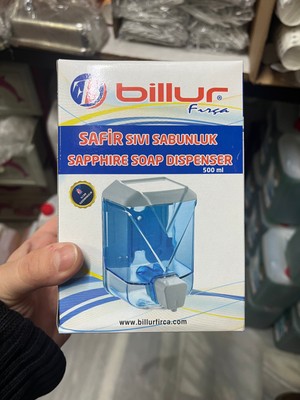 billur®
Fırça
SAFİR SIVI SABUNLUK
SAPPHIRE SOAP DISPENSER
500 ml
www.billurfirca.com